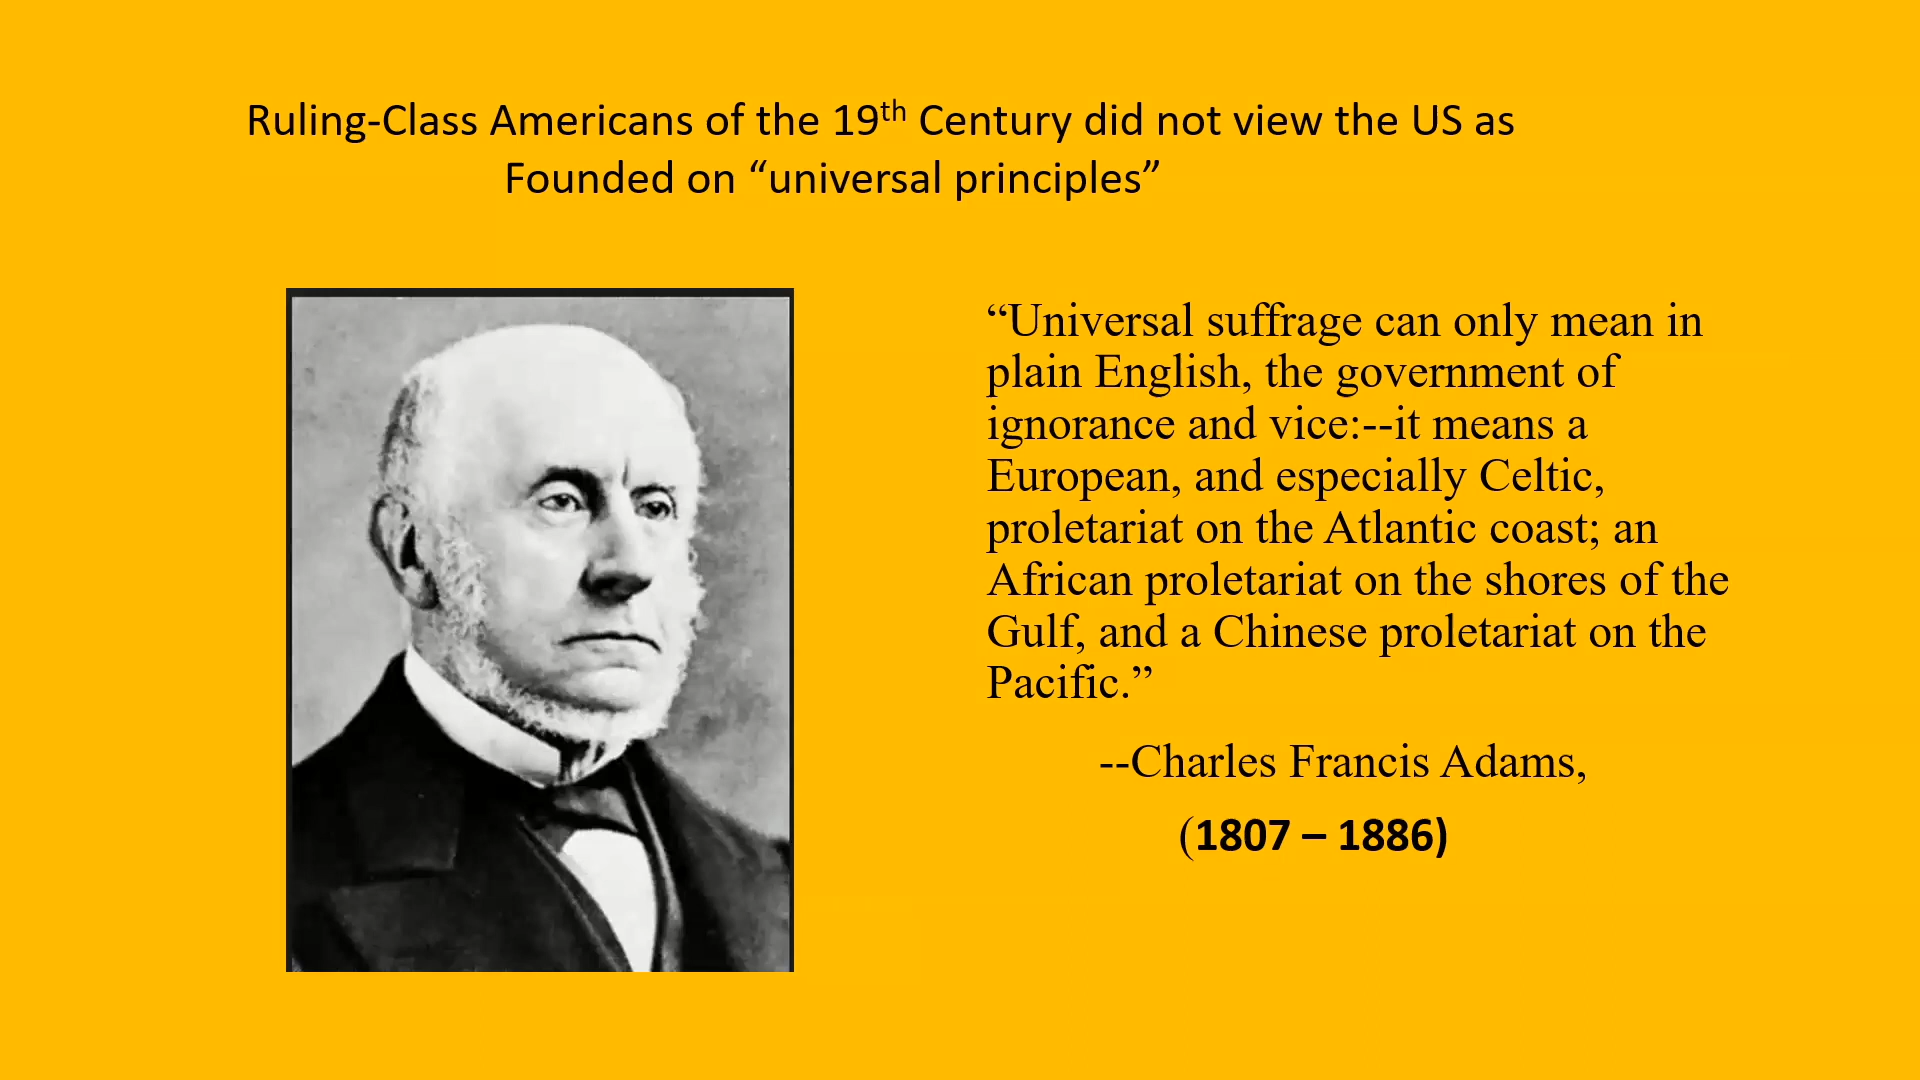 Ruling-Class Americans of the 19th Century did not view the US as
Founded on “universal principles”
“Universal suffrage can only mean in
plain English, the government of
ignorance and vice:--it means a
European, and especially Celtic,
proletariat on the Atlantic coast; an
African proletariat on the shores of the
Gulf, and a Chinese proletariat on the
Pacific.”
--Charles Francis Adams,
(1807 – 1886)